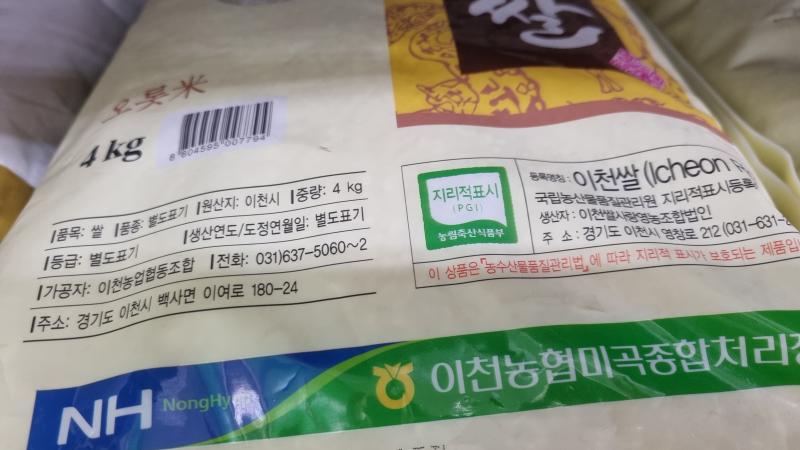 쌀
오롯米
4 kg
8 804595 007794
품목: 쌀 품종: 별도표기 원산지: 이천시 중량: 4 kg
등급: 별도표기 생산연도/도정연월일: 별도표기
가공자: 이천농업협동조합 전화: 031)637-5060~2
주소: 경기도 이천시 백사면 이여로 180-24
지리적표시
(PGI)
농림축산식품부
등록명칭: 이천쌀(Icheon
국립농산물품질관리원 지리적표시등록
생산자: 이천쌀사랑영농조합법인
주 소: 경기도 이천시 영창로 212 (031-631-
이 상품은 「농수산물품질관리법」에 따라 지리적 표시가 보호되는 제품입
NH NongHyup
이천농협미곡종합처리장